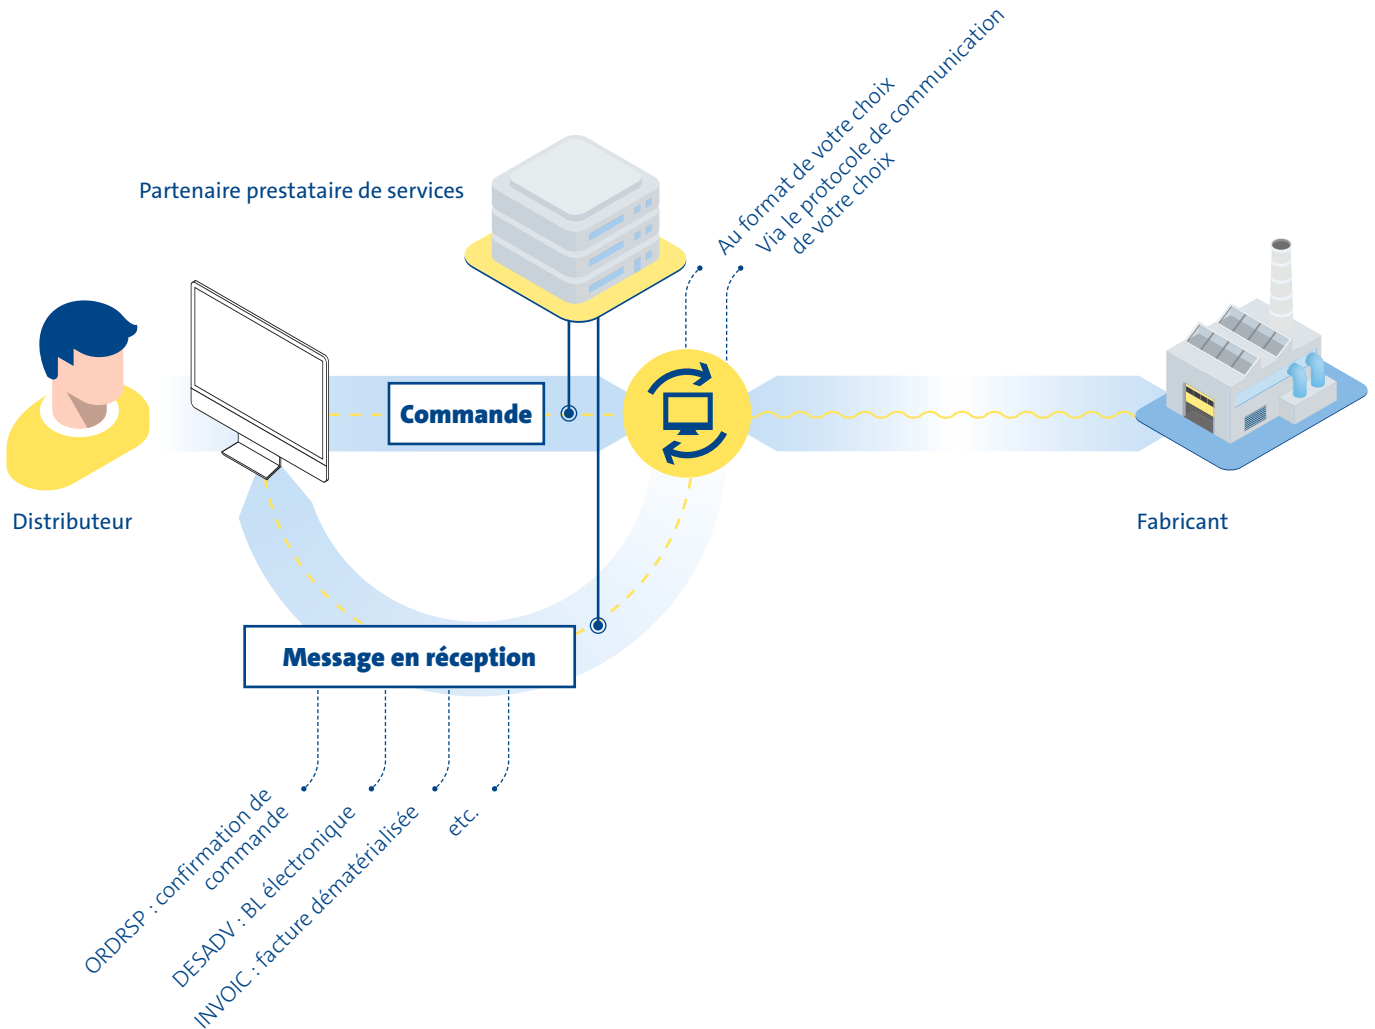 Au format de votre choix
Via le protocole de communication
de votre choix
Partenaire prestataire de services
Commande
Distributeur
Fabricant
Message en réception
ORDRSP : confirmation de
commande
DESADV : BL électronique
INVOIC : facture dématérialisée
etc.